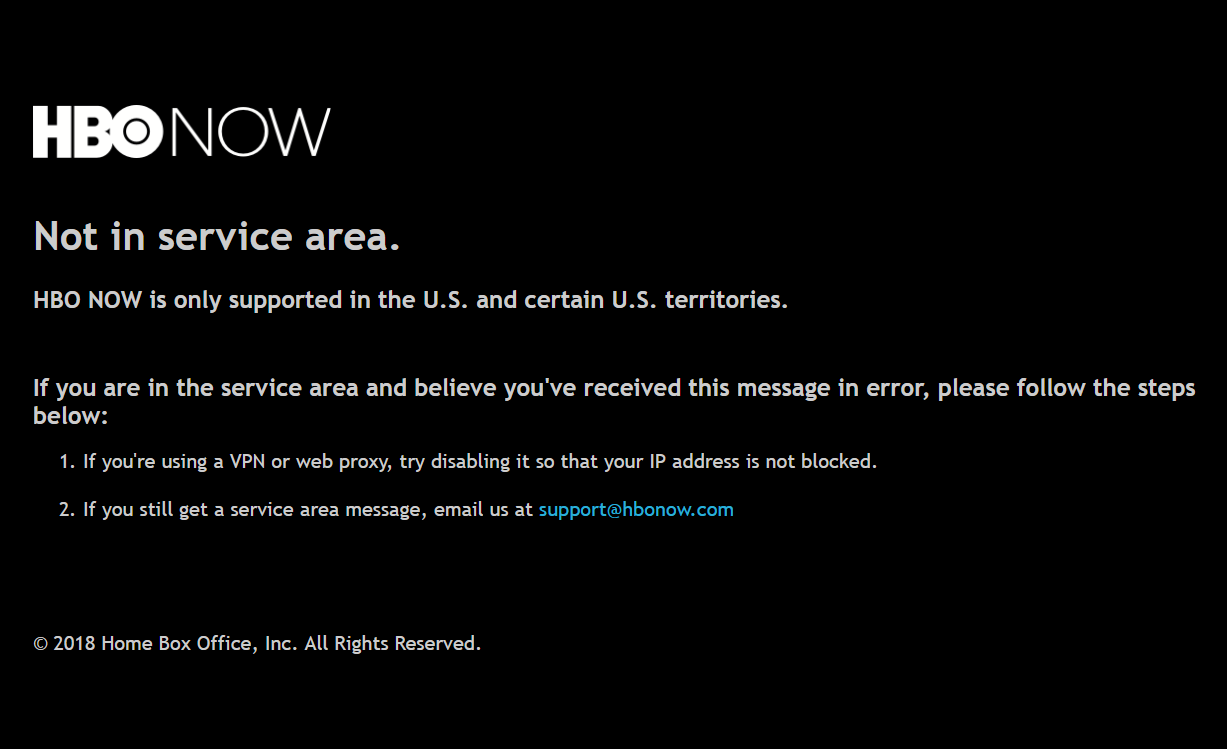 HBO NOW
Not in service area.
HBO NOW is only supported in the U.S. and certain U.S. territories.
If you are in the service area and believe you've received this message in error, please follow the steps
below:
1. If you're using a VPN or web proxy, try disabling it so that your IP address is not blocked.
2. If you still get a service area message, email us at support@hbonow.com
© 2018 Home Box Office, Inc. All Rights Reserved.